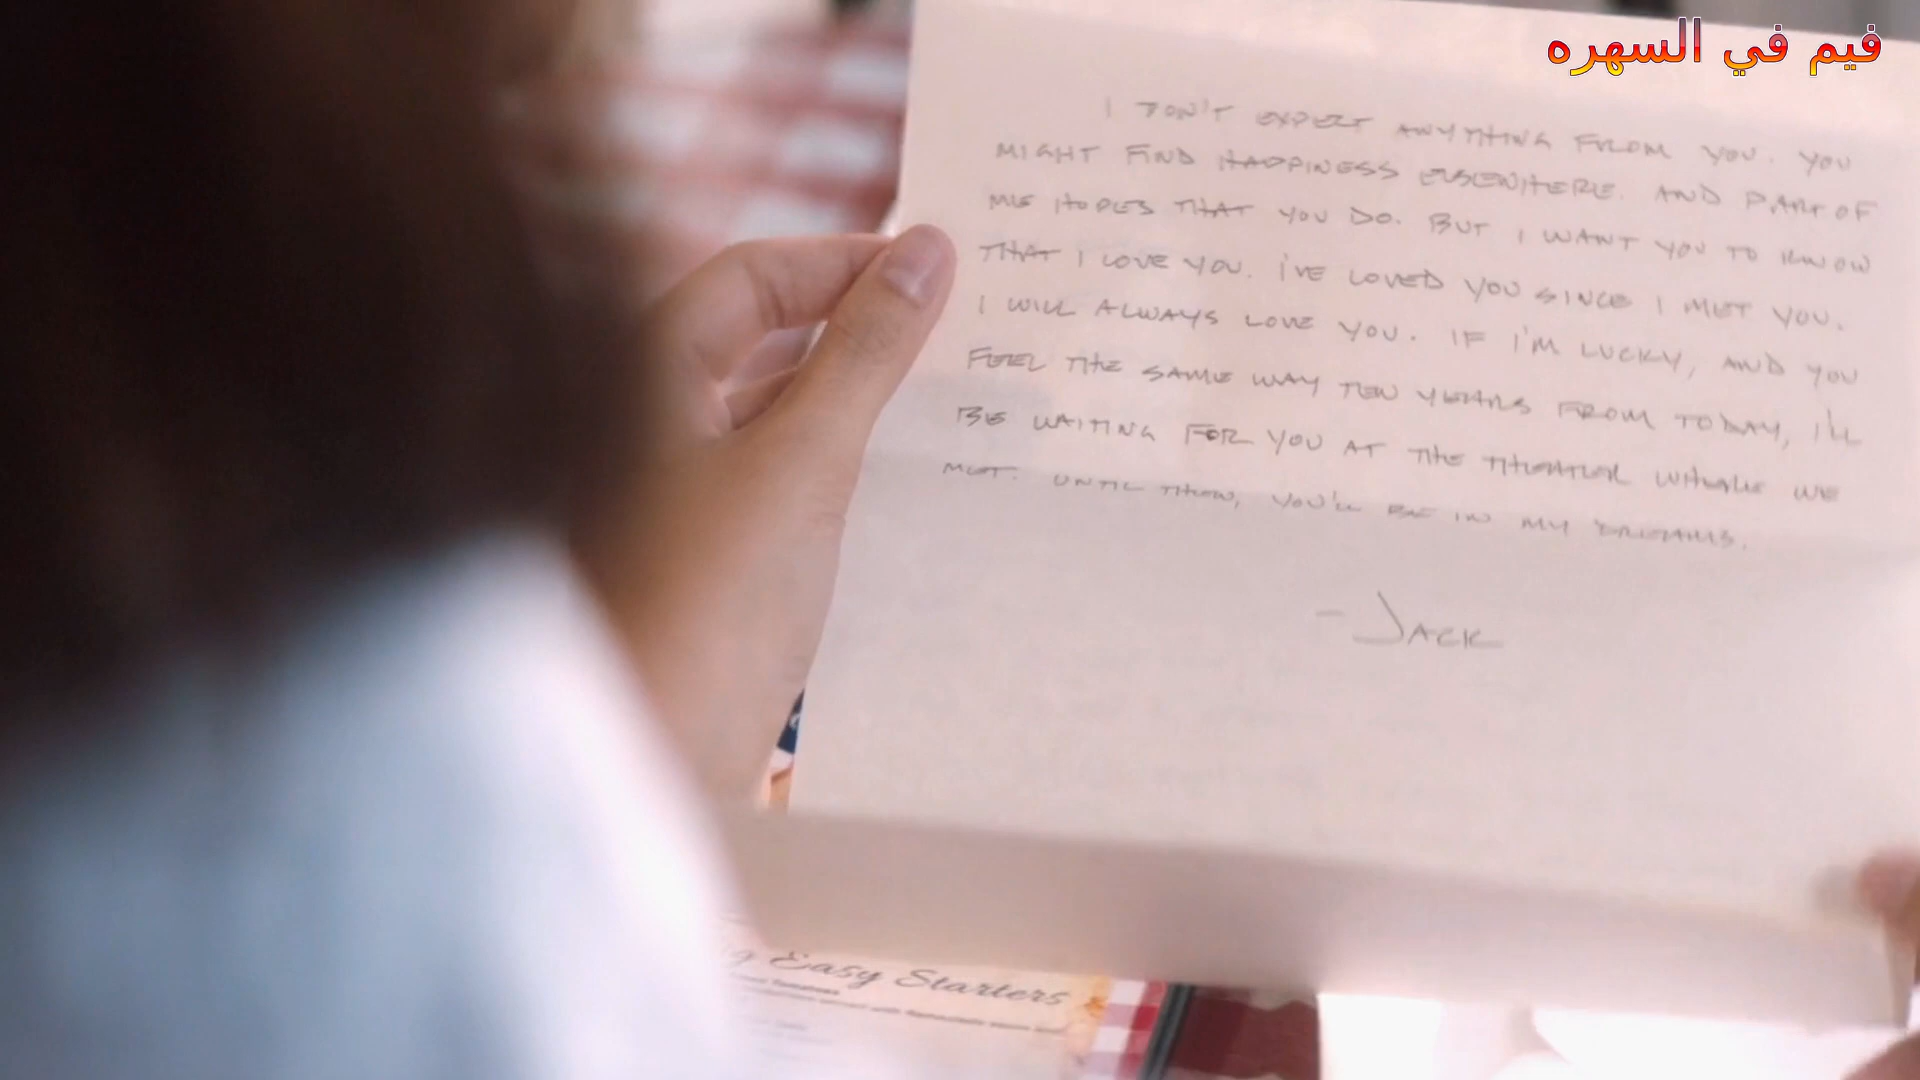 فيم في السهره
I DON'T EXPECT ANYTHING FROM YOU. YOU
MIGHT FIND HAPPINESS ELSEWHERE. AND PART OF
ME HOPES THAT YOU DO. BUT I WANT YOU TO KNOW
THAT I LOVE YOU. I'VE LOVED YOU SINCE I MET YOU.
I WILL ALWAYS LOVE YOU. IF I'M LUCKY, AND YOU
FEEL THE SAME WAY TEN YEARS FROM TODAY, I'LL
BE WAITING FOR YOU AT THE THEATER WHERE WE
MET. UNTIL THEN, YOU'LL BE IN MY DREAMS.
- JACK
Easy Starters